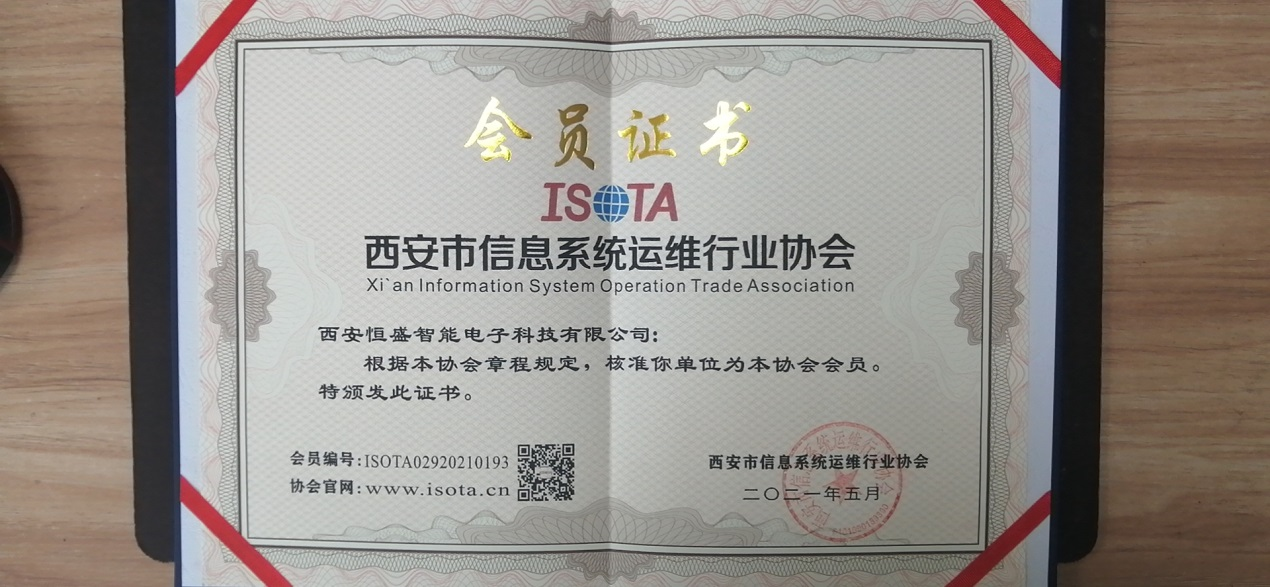 会员证书
ISOTA
西安市信息系统运维行业协会
Xi`an Information System Operation Trade Association
西安恒盛智能电子科技有限公司:
根据本协会章程规定，核准你单位为本协会会员。
特颁发此证书。
会员编号:ISOTA02920210193
协会官网:www.isota.cn
西安市信息系统运维行业协会
二〇二一年五月